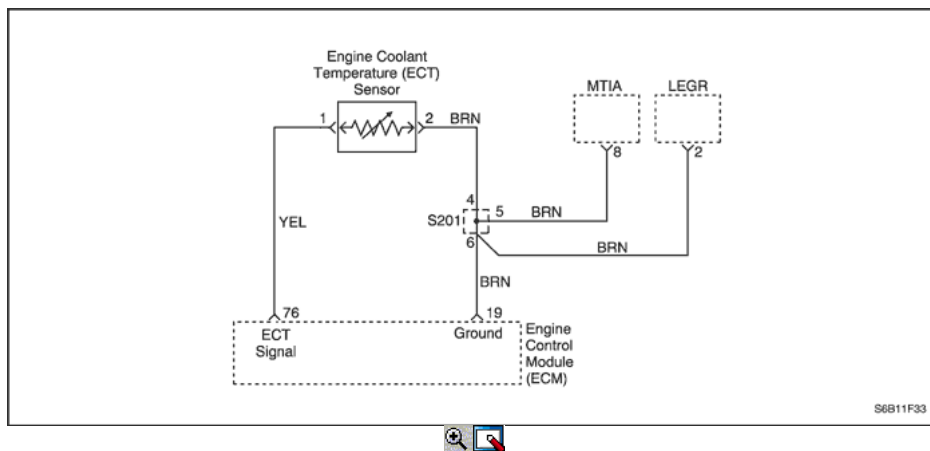 Engine Coolant
Temperature (ECT)
Sensor
MTIA
LEGR
1
2
BRN
8
2
4
5
BRN
S201
YEL
6
BRN
BRN
76
19
ECT
Signal
Ground
Engine
Control
Module
(ECM)
S6B11F33